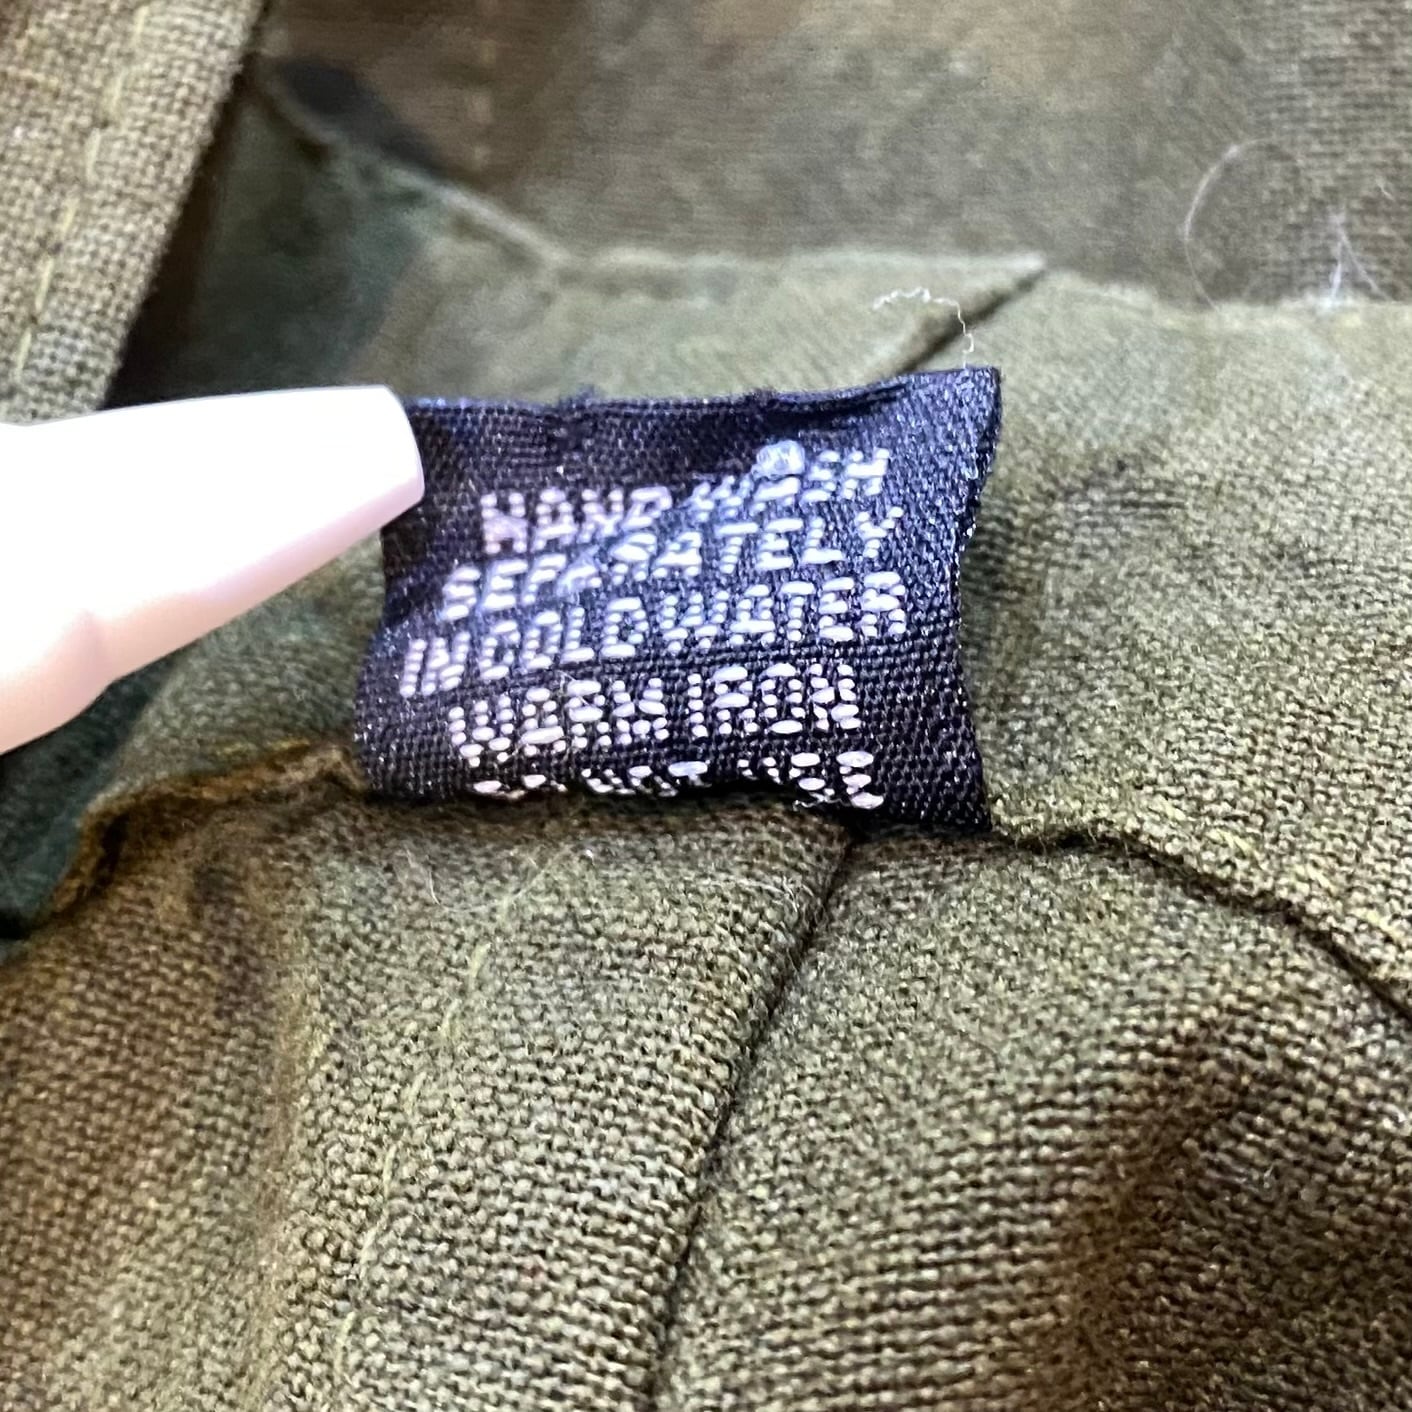 HAND WASH
SEPARATELY
IN COLD WATER
WARM IRON